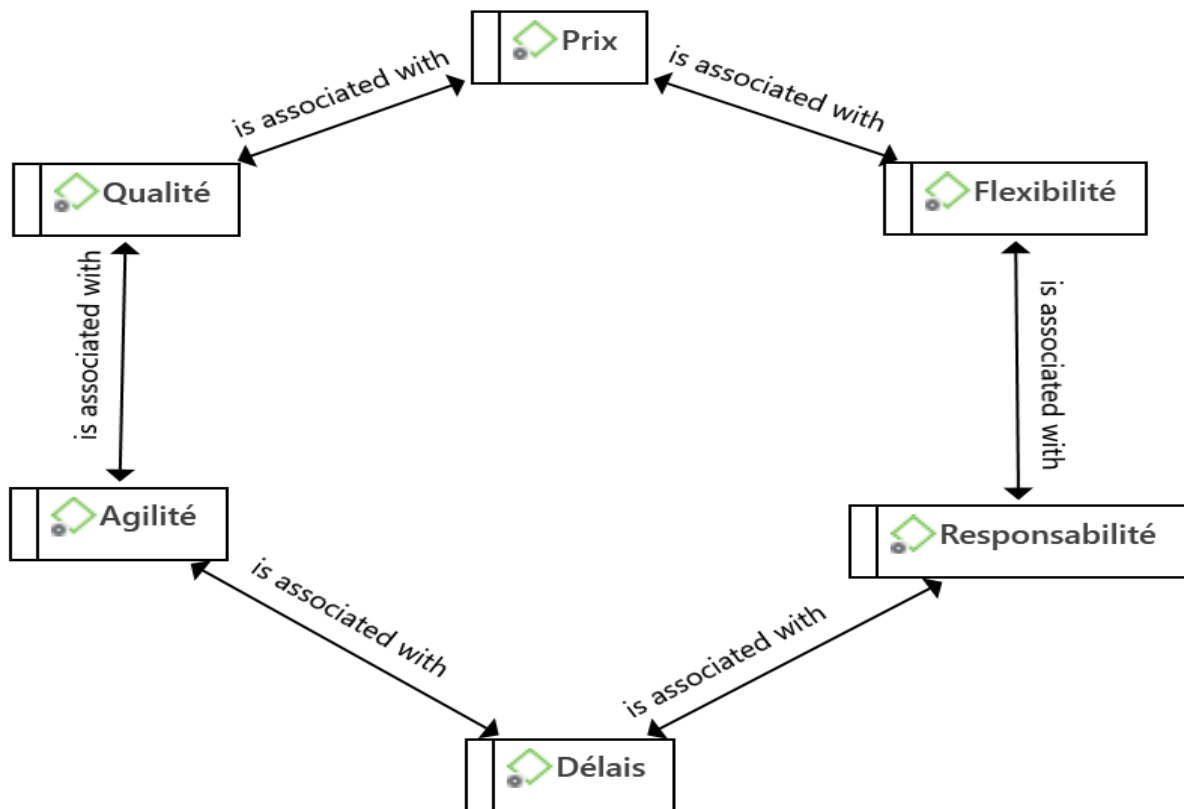 Prix
is associated with
is associated with
Qualité
Flexibilité
is associated with
is associated with
Agilité
Responsabilité
is associated with
is associated with
Délais